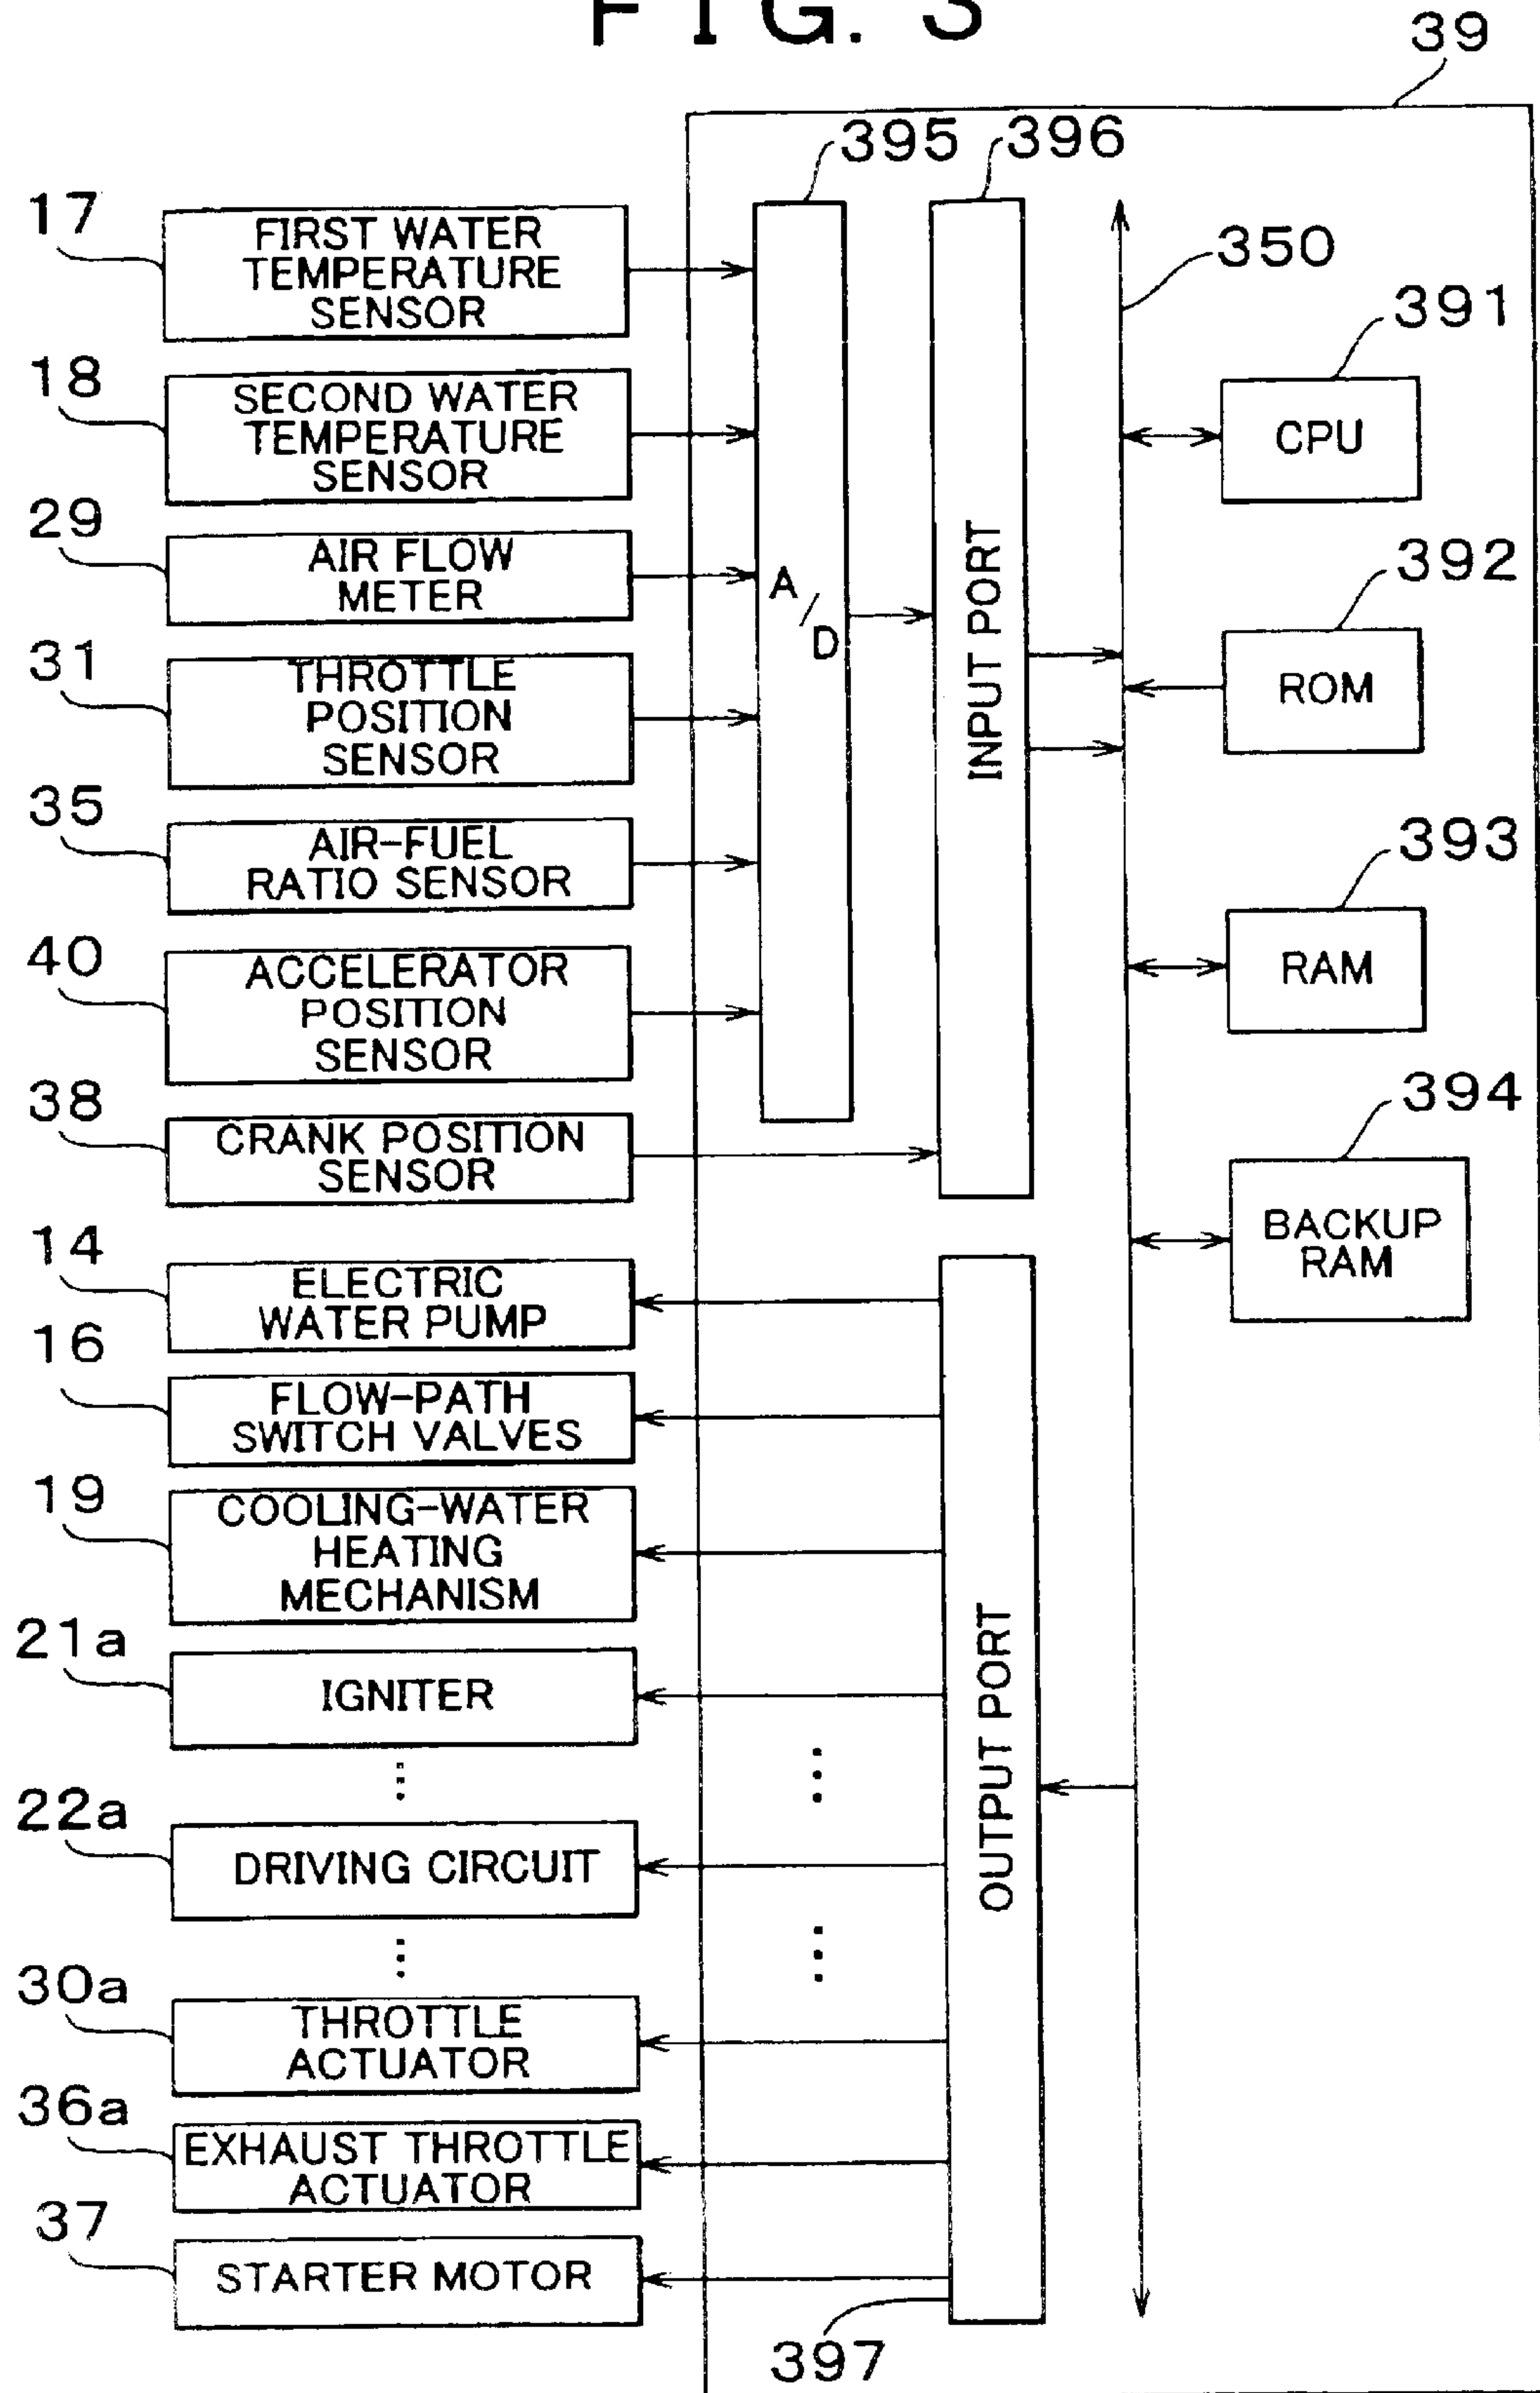 FIG. 3
39
395
396
17
FIRST WATER
TEMPERATURE
SENSOR
350
391
CPU
18
SECOND WATER
TEMPERATURE
SENSOR
29
AIR FLOW
METER
A/D
INPUT PORT
392
ROM
31
THROTTLE
POSITION
SENSOR
35
AIR-FUEL
RATIO SENSOR
393
RAM
40
ACCELERATOR
POSITION
SENSOR
38
CRANK POSITION
SENSOR
394
BACKUP
RAM
14
ELECTRIC
WATER PUMP
16
FLOW-PATH
SWITCH VALVES
19
COOLING-WATER
HEATING
MECHANISM
21a
IGNITER
OUTPUT PORT
22a
DRIVING CIRCUIT
30a
THROTTLE
ACTUATOR
36a
EXHAUST THROTTLE
ACTUATOR
37
STARTER MOTOR
397